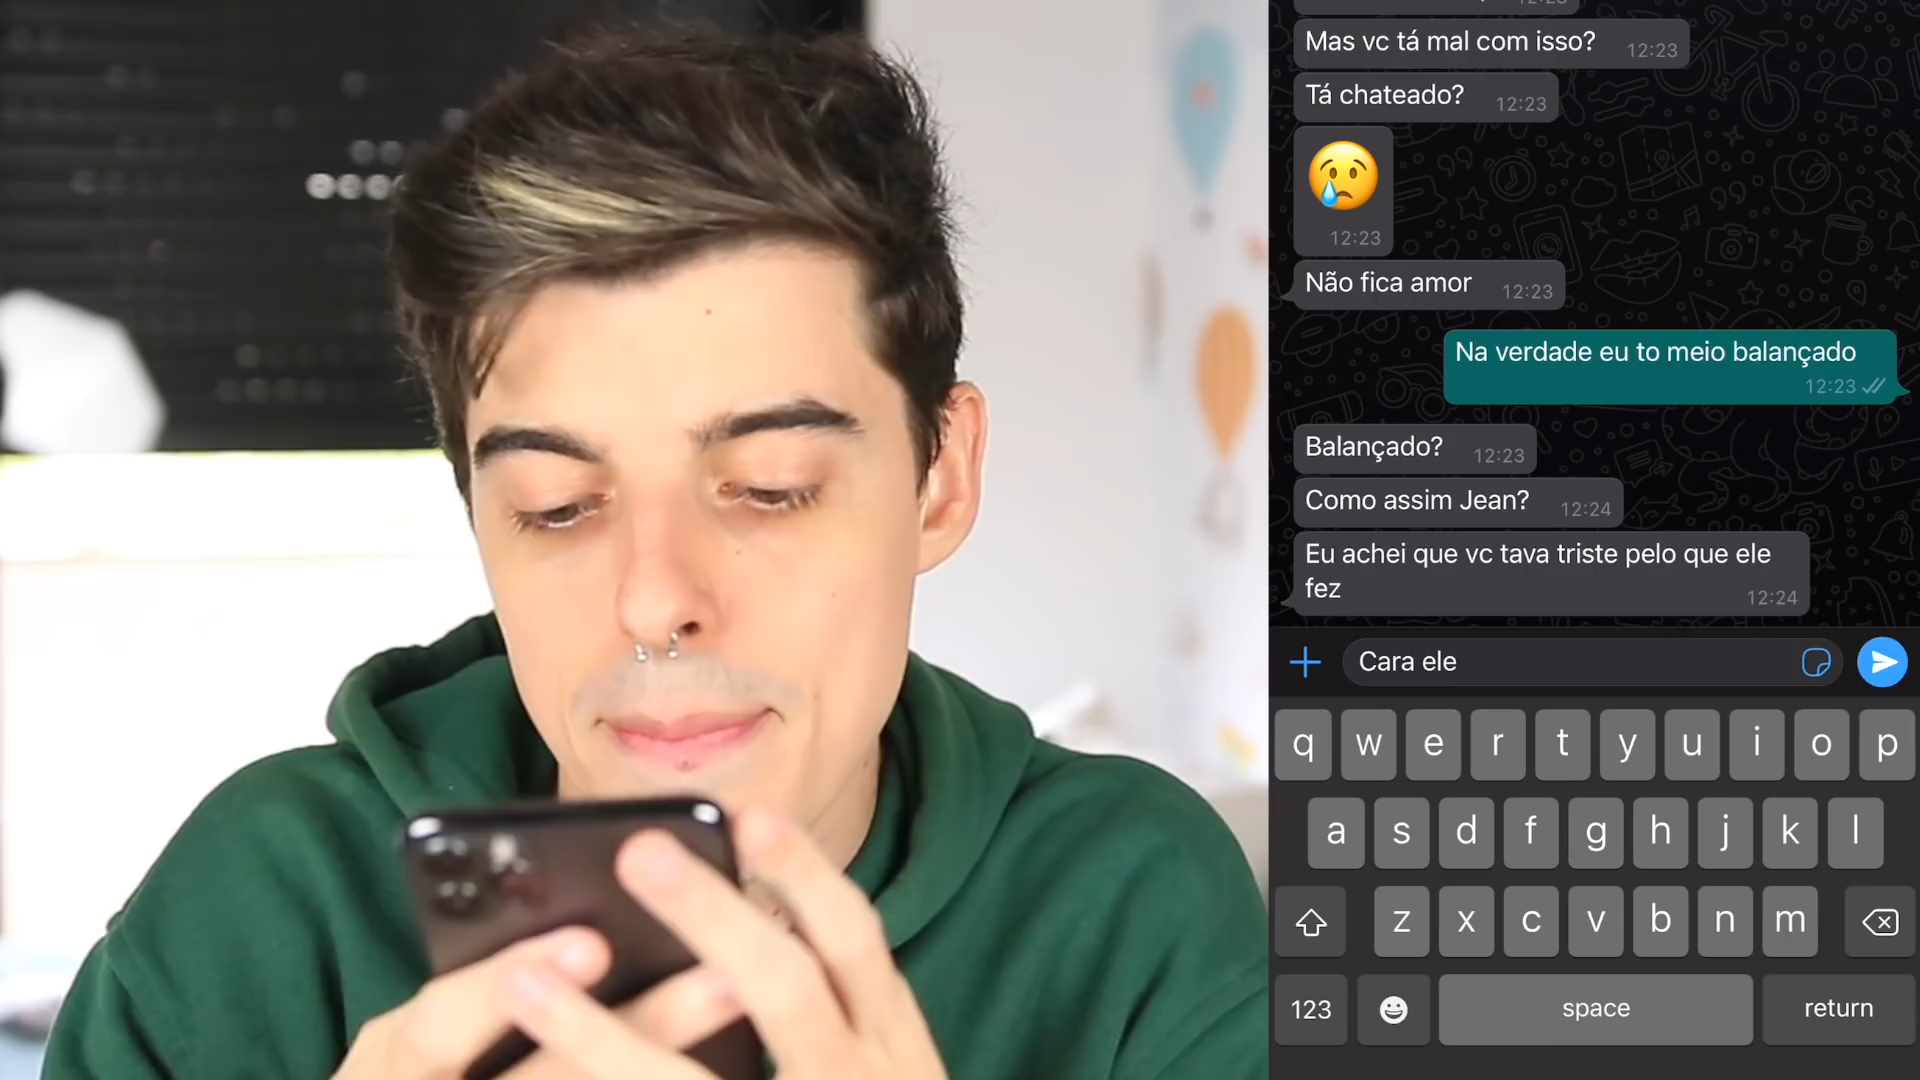 Mas vc tá mal com isso? 12:23
Tá chateado? 12:23
12:23
Não fica amor 12:23
Na verdade eu to meio balançado
12:23
Balançado? 12:23
Como assim Jean? 12:24
Eu achei que vc tava triste pelo que ele
fez 12:24
Cara ele
q w e r t y u i o p
a s d f g h j k l
z x c v b n m
123 space return